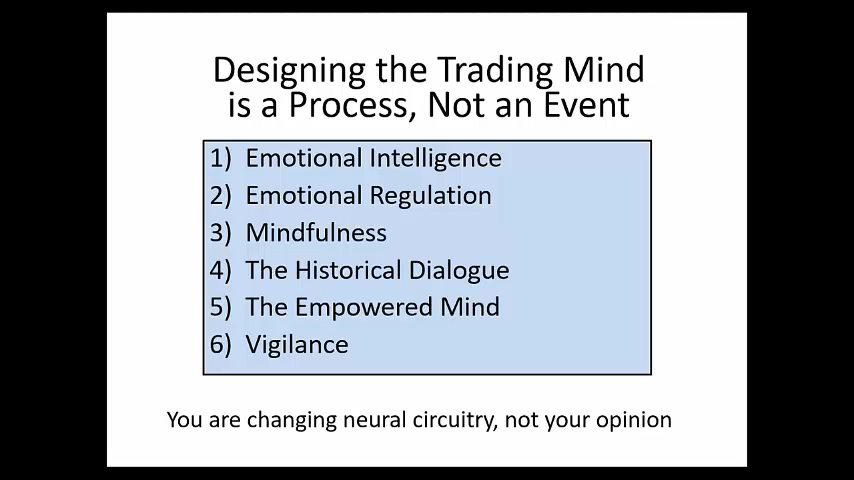 Designing the Trading Mind
is a Process, Not an Event
1) Emotional Intelligence
2) Emotional Regulation
3) Mindfulness
4) The Historical Dialogue
5) The Empowered Mind
6) Vigilance
You are changing neural circuitry, not your opinion